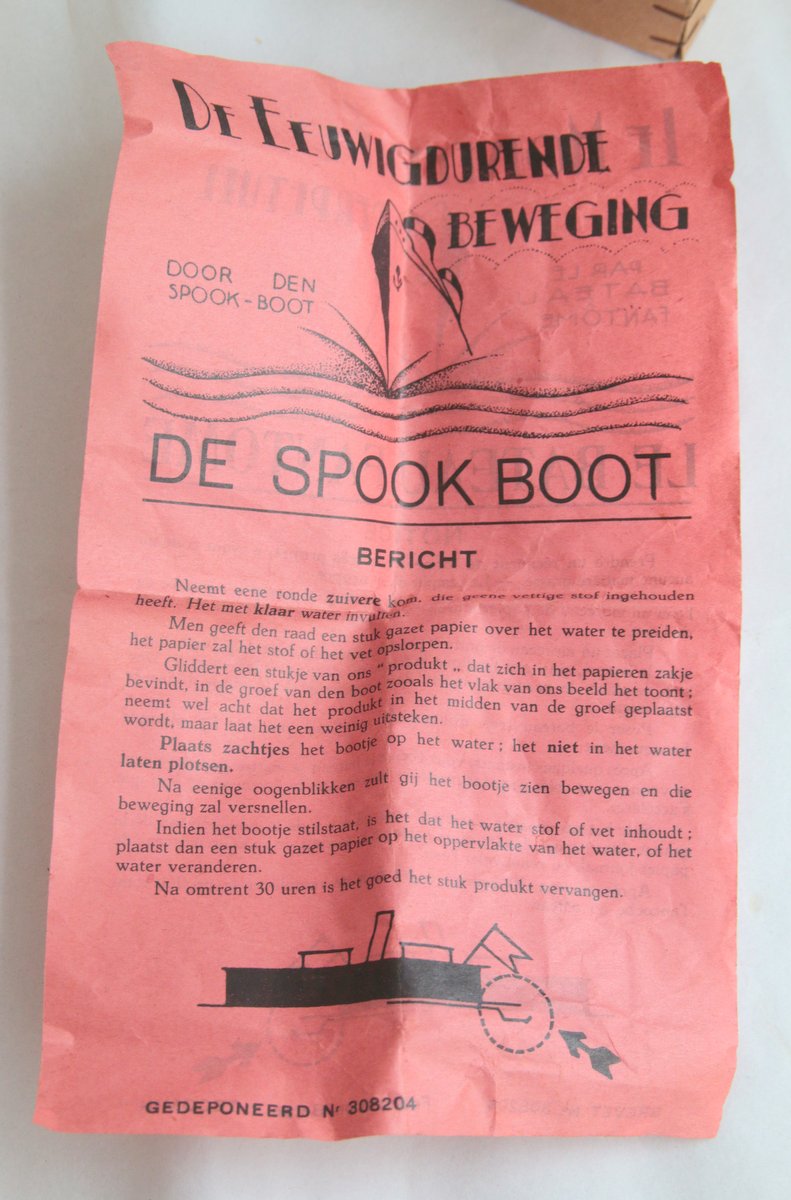 DE EEUWIGDURENDE
BEWEGING
DOOR DEN
SPOOK-BOOT
DE SPOOK BOOT
BERICHT
Neemt eene ronde zuivere kom, die geene vettige stof ingehouden
heeft. Het met klaar water invullen.
Men geeft den raad een stuk gazet papier over het water te preiden,
het papier zal het stof of het vet opslorpen.
Gliddert een stukje van ons "produkt„ dat zich in het papieren zakje
bevindt, in de groef van den boot zooals het vlak van ons beeld het toont;
neemt wel acht dat het produkt in het midden van de groef geplaatst
wordt, maar laat het een weinig uitsteken.
Plaats zachtjes het bootje op het water; het niet in het water
laten plotsen.
Na eenige oogenblikken zult gij het bootje zien bewegen en die
beweging zal versnellen.
Indien het bootje stilstaat, is het dat het water stof of vet inhoudt;
plaatst dan een stuk gazet papier op het oppervlakte van het water, of het
water veranderen.
Na omtrent 30 uren is het goed het stuk produkt vervangen.
GEDEPONEERD Nr 308204